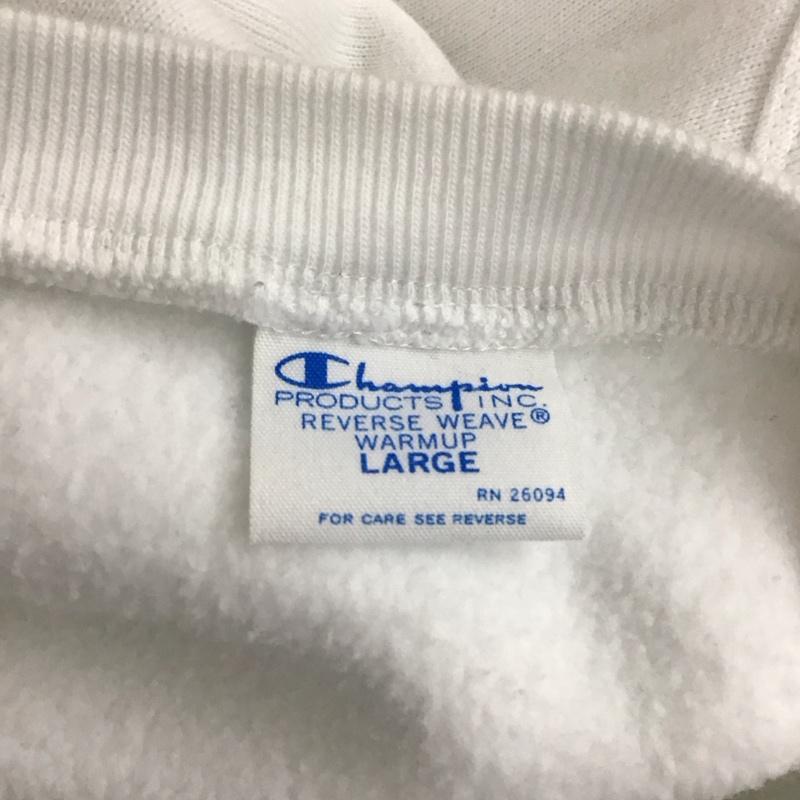 Champion
PRODUCTS INC.
REVERSE WEAVE®
WARMUP
LARGE
RN 26094
FOR CARE SEE REVERSE